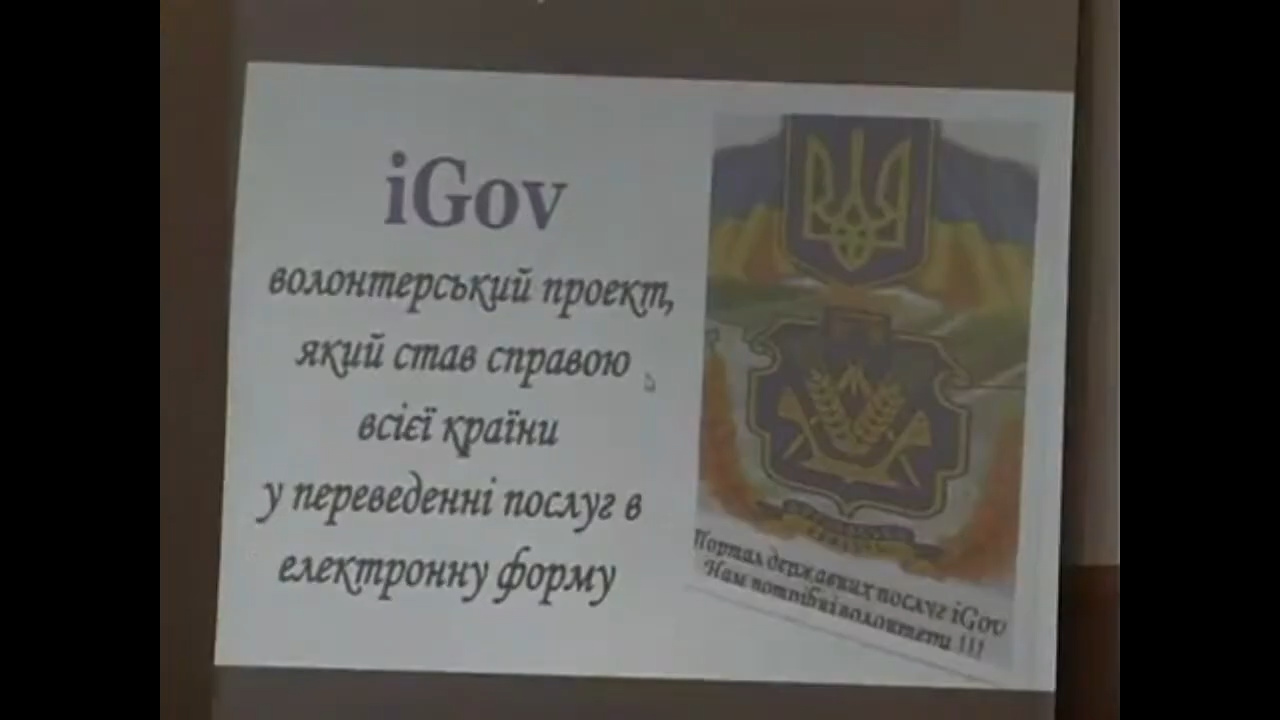 iGov
волонтерський проект,
який став справою
всієї країни
у переведенні послуг в
електронну форму
Портал державних послуг iGov
Нам потрібні волонтери !!!